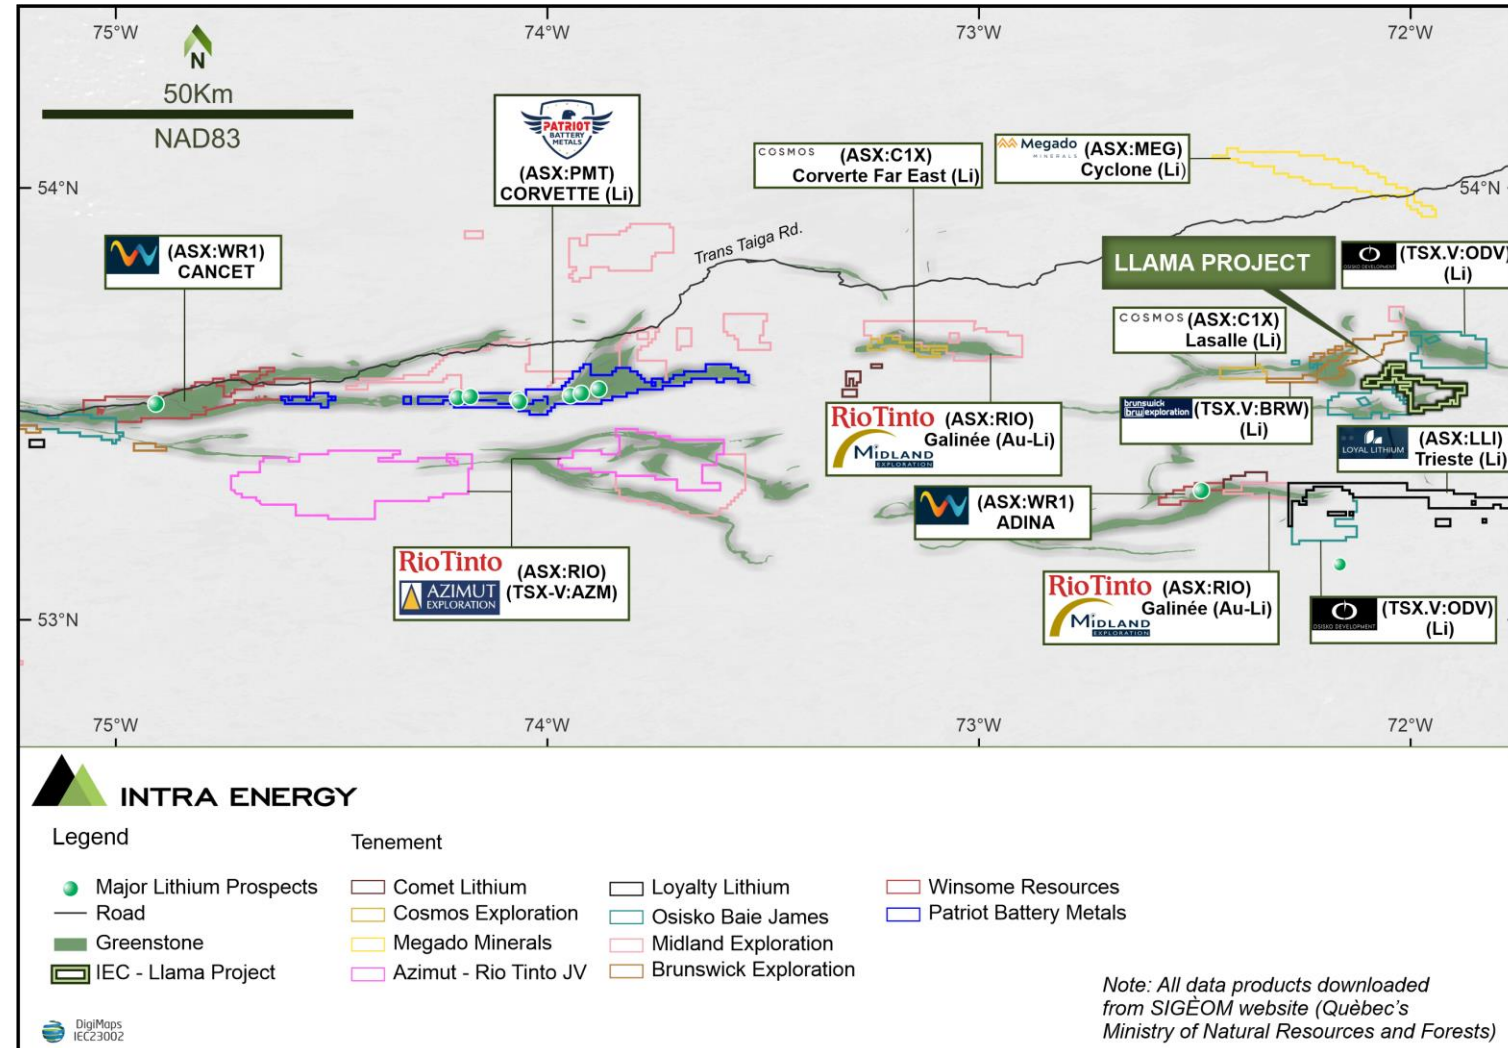 75°W 74°W 73°W 72°W
N
50Km
NAD83
PATRIOT
BATTERY
METALS
(ASX:PMT)
CORVETTE (Li)
COSMOS (ASX:C1X)
Corverte Far East (Li)
Megado (ASX:MEG)
MINERALS Cyclone (Li)
54°N 54°N
(ASX:WR1)
CANCET
Trans Taiga Rd.
LLAMA PROJECT
OSISKO DEVELOPMENT (TSX.V:ODV)
(Li)
COSMOS (ASX:C1X)
Lasalle (Li)
brunswick
brw exploration (TSX.V:BRW)
(Li)
RioTinto (ASX:RIO)
Galinée (Au-Li)
MIDLAND
EXPLORATION
LOYAL LITHIUM (ASX:LLI)
Trieste (Li)
(ASX:WR1)
ADINA
RioTinto (ASX:RIO)
AZIMUT (TSX-V:AZM)
EXPLORATION
RioTinto (ASX:RIO)
Galinée (Au-Li)
MIDLAND
EXPLORATION
OSISKO DEVELOPMENT (TSX.V:ODV)
(Li)
53°N
75°W 74°W 73°W 72°W
INTRA ENERGY
Legend
Major Lithium Prospects
Road
Greenstone
IEC - Llama Project
Tenement
Comet Lithium
Cosmos Exploration
Megado Minerals
Azimut - Rio Tinto JV
Loyalty Lithium
Osisko Baie James
Midland Exploration
Brunswick Exploration
Winsome Resources
Patriot Battery Metals
Note: All data products downloaded
from SIGÈOM website (Quèbec's
Ministry of Natural Resources and Forests)
DigiMaps
IEC23002